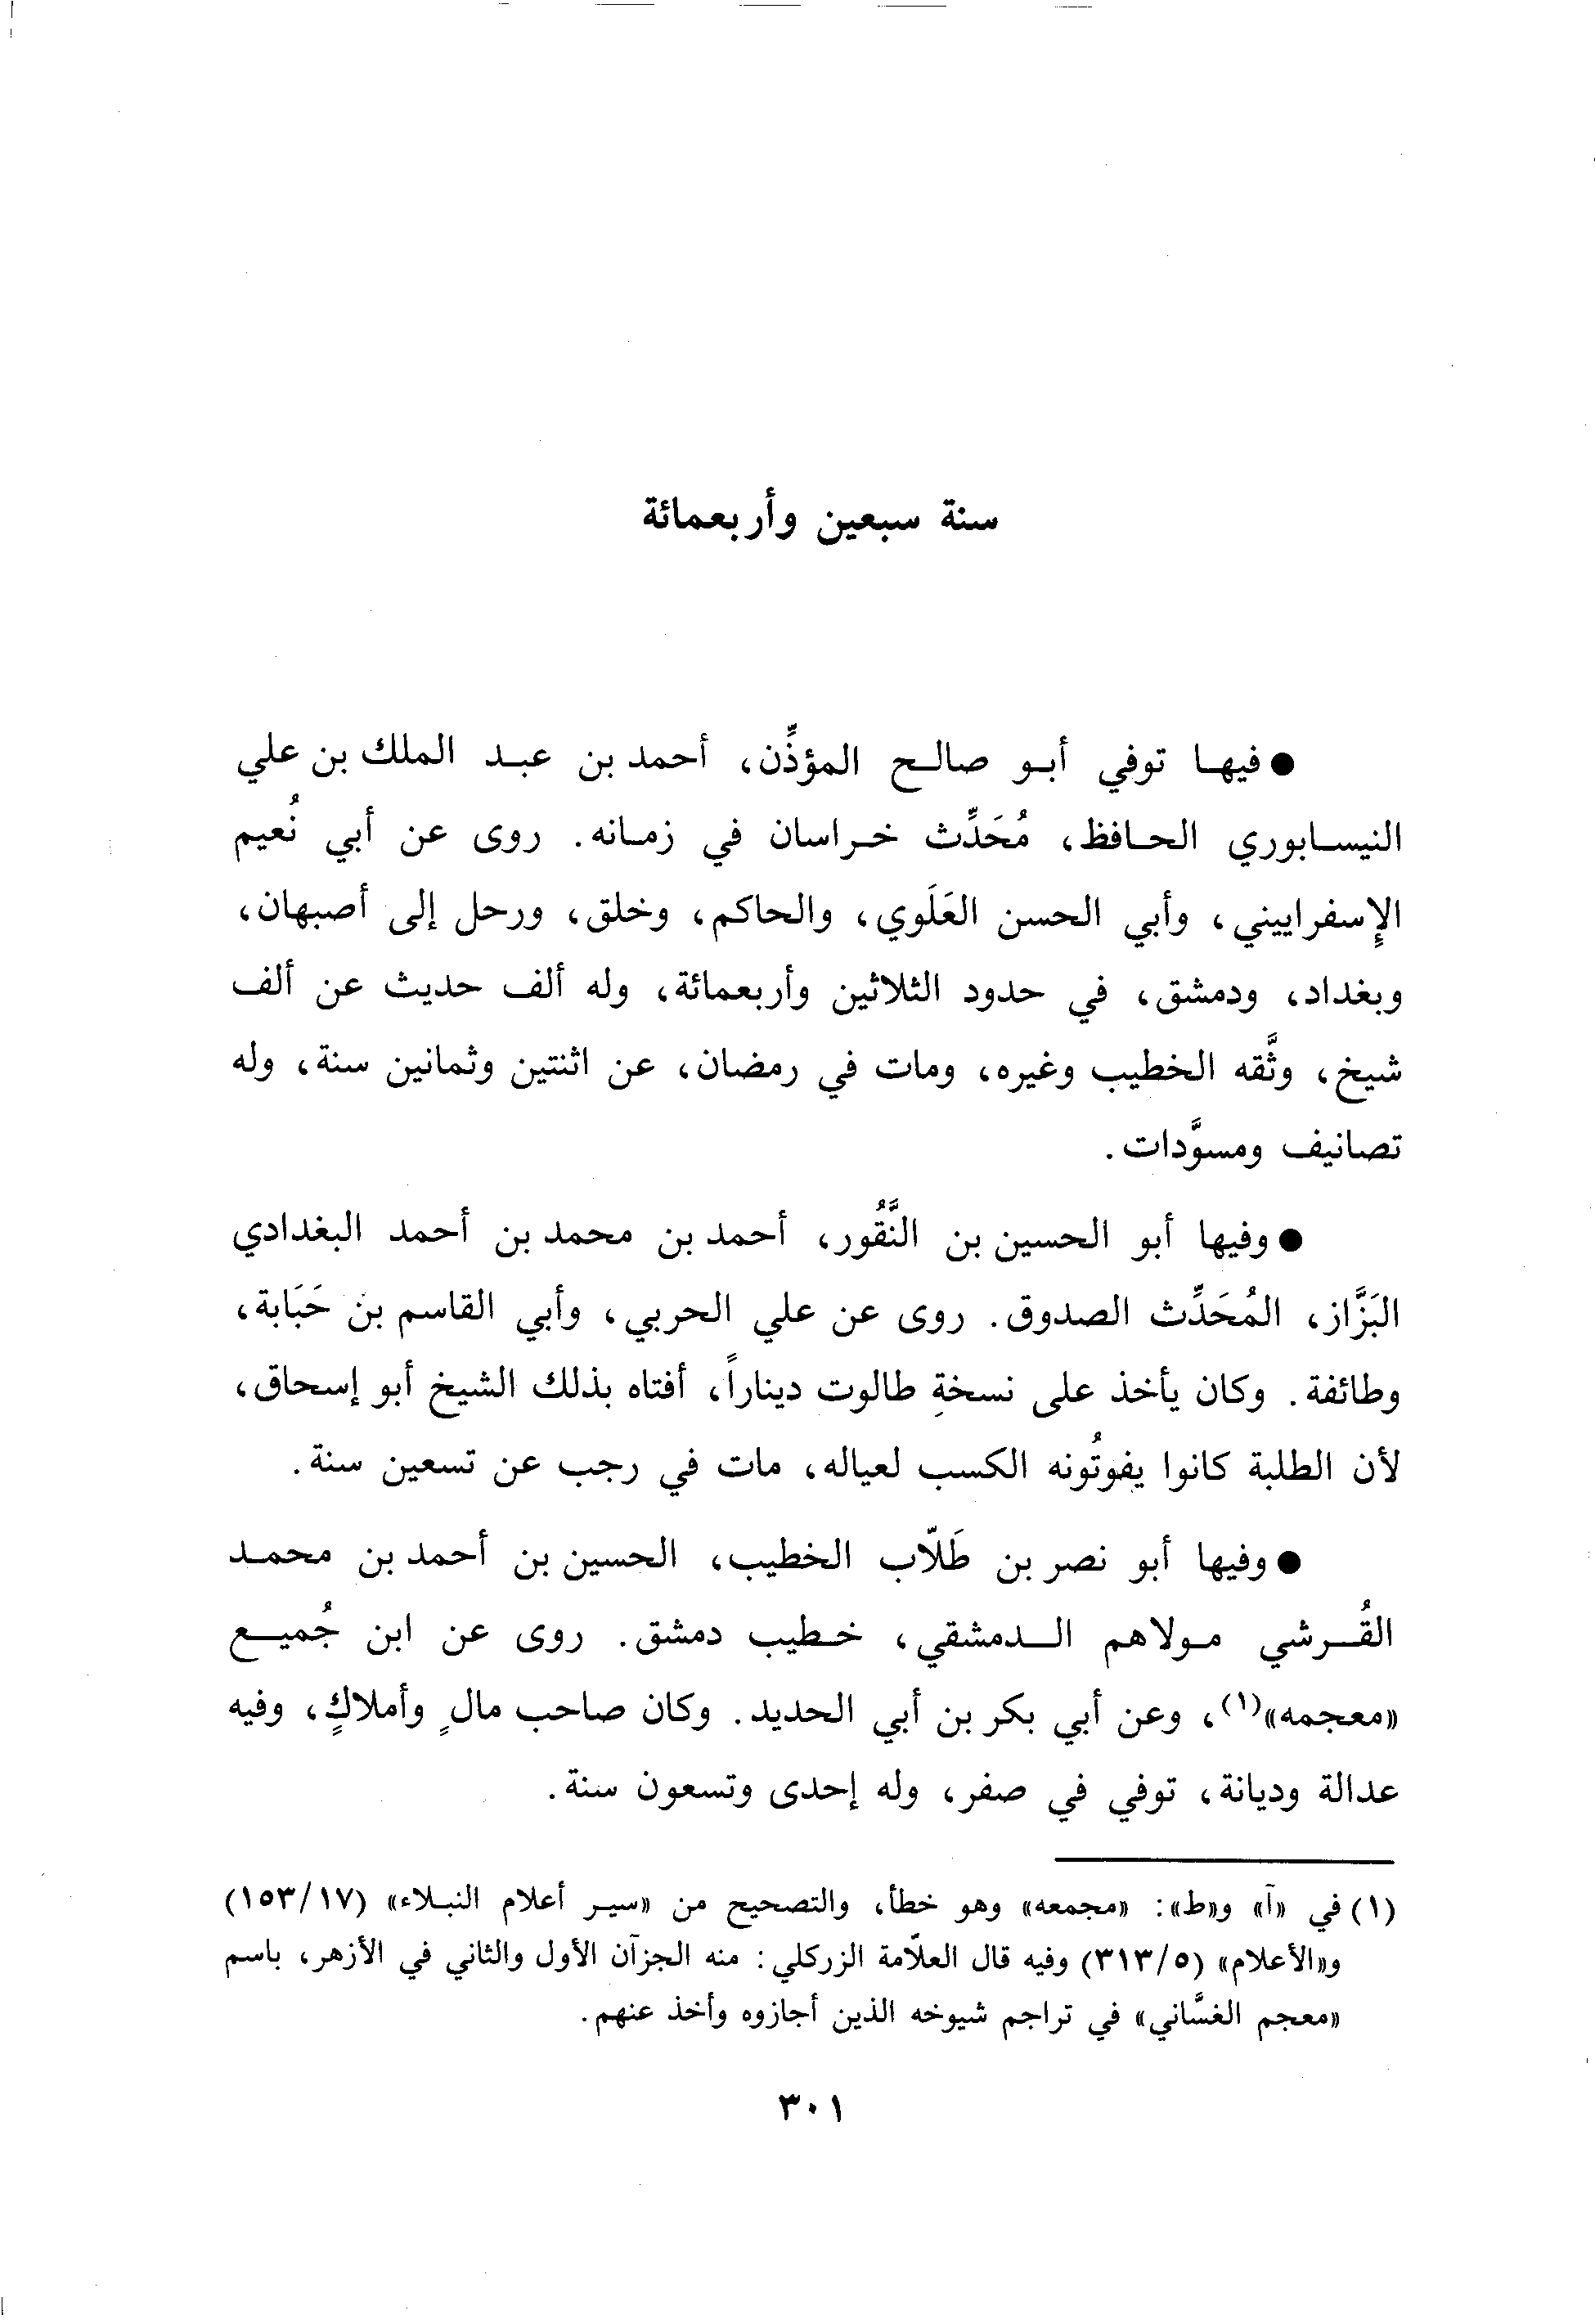 سنة سبعين وأربعمائة
● فيها توفي أبو صالح المؤذِّن، أحمد بن عبد الملك بن علي
النيسابوري الحافظ، مُحَدِّث خراسان في زمانه. روى عن أبي نُعيم
الإِسفراييني، وأبي الحسن العَلَوي، والحاكم، وخلق، ورحل إلى أصبهان،
وبغداد، ودمشق، في حدود الثلاثين وأربعمائة، وله ألف حديث عن ألف
شيخ، وثَّقه الخطيب وغيره، ومات في رمضان، عن اثنتين وثمانين سنة، وله
تصانيف ومسوَّدات.
● وفيها أبو الحسين بن النَّقُور، أحمد بن محمد بن أحمد البغدادي
البَزَّاز، المُحَدِّث الصدوق. روى عن علي الحربي، وأبي القاسم بن حَبَابة،
وطائفة. وكان يأخذ على نسخةِ طالوت ديناراً، أفتاه بذلك الشيخ أبو إسحاق،
لأن الطلبة كانوا يفوتُونه الكسب لعياله، مات في رجب عن تسعين سنة.
● وفيها أبو نصر بن طَلّاب الخطيب، الحسين بن أحمد بن محمد
القُرشي مولاهم الدمشقي، خطيب دمشق. روى عن ابن جُميع
«معجمه»(١)، وعن أبي بكر بن أبي الحديد. وكان صاحب مالٍ وأملاكٍ، وفيه
عدالة وديانة، توفي في صفر، وله إحدى وتسعون سنة.
(١) في «آ» و«ط»: «مجمعه» وهو خطأ، والتصحيح من «سير أعلام النبلاء» (١٧/١٥٣)
و«الأعلام» (٥/٣١٣) وفيه قال العلّامة الزركلي: منه الجزآن الأول والثاني في الأزهر، باسم
«معجم الغسَّاني» في تراجم شيوخه الذين أجازوه وأخذ عنهم.
٣٠١